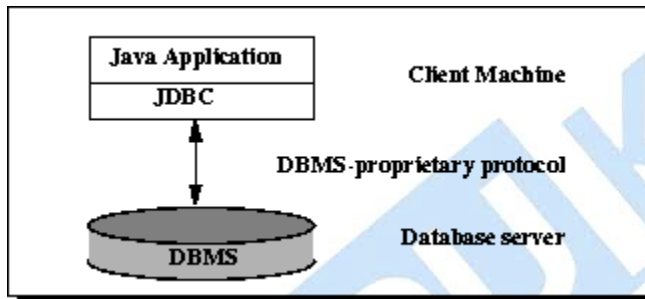 Java Application
Client Machine
JDBC
DBMS-proprietary protocol
Database server
DBMS